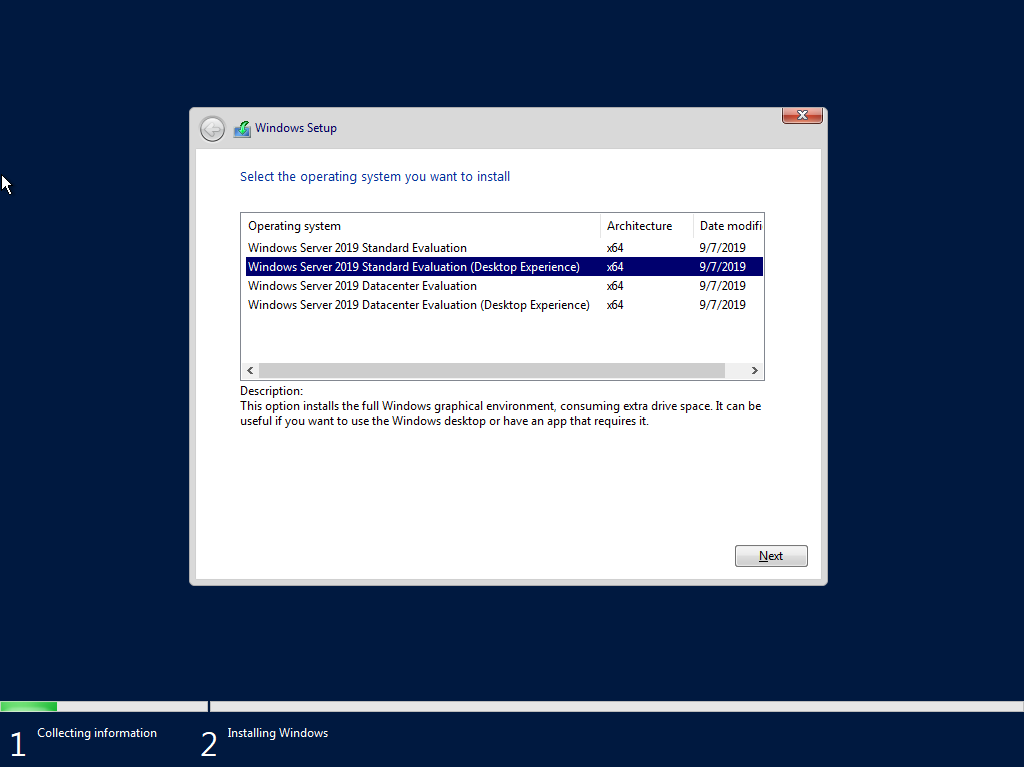 Windows Setup
Select the operating system you want to install
Operating system Architecture Date modifi
Windows Server 2019 Standard Evaluation x64 9/7/2019
Windows Server 2019 Standard Evaluation (Desktop Experience) x64 9/7/2019
Windows Server 2019 Datacenter Evaluation x64 9/7/2019
Windows Server 2019 Datacenter Evaluation (Desktop Experience) x64 9/7/2019
Description:
This option installs the full Windows graphical environment, consuming extra drive space. It can be
useful if you want to use the Windows desktop or have an app that requires it.
Next
1 Collecting information 2 Installing Windows